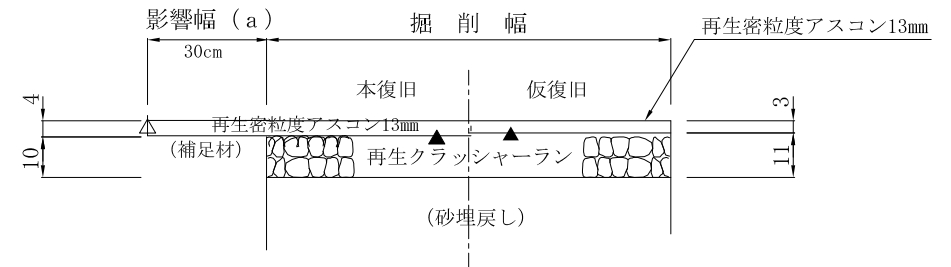 影響幅（a）
掘 削 幅
再生密粒度アスコン13mm
30cm
本復旧
仮復旧
4
3
再生密粒度アスコン13mm
(補足材)
再生クラッシャーラン
10
11
(砂埋戻し)